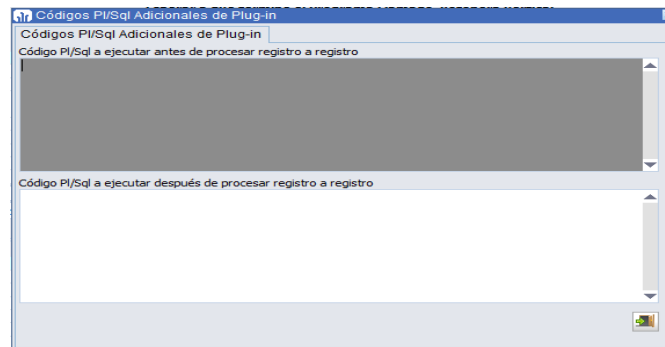 Códigos Pl/Sql Adicionales de Plug-in
Códigos Pl/Sql Adicionales de Plug-in
Código Pl/Sql a ejecutar antes de procesar registro a registro
Código Pl/Sql a ejecutar después de procesar registro a registro